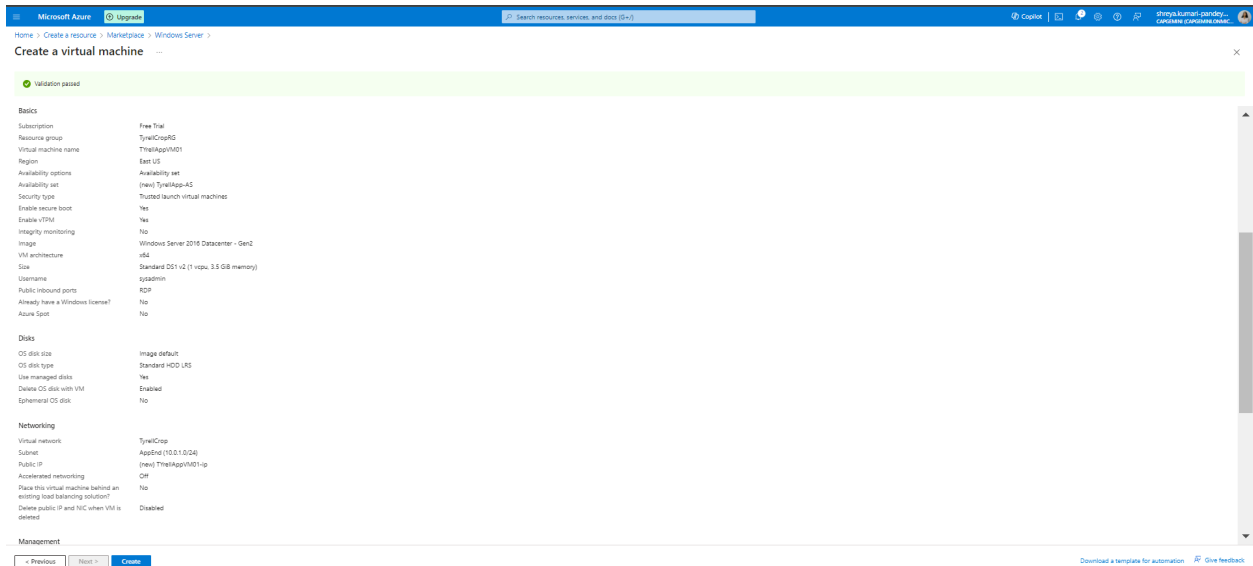 Microsoft Azure
Upgrade
Search resources, services, and docs (G+/)
Copilot
shreya.kumari-pandey...
CAPGEMINI (CAPGEMINI.ONMIC...
Home > Create a resource > Marketplace > Windows Server >
Create a virtual machine ...
Validation passed
Basics
Subscription Free Trial
Resource group TyrellCropRG
Virtual machine name TYrellAppVM01
Region East US
Availability options Availability set
Availability set (new) TyrellApp-AS
Security type Trusted launch virtual machines
Enable secure boot Yes
Enable vTPM Yes
Integrity monitoring No
Image Windows Server 2016 Datacenter - Gen2
VM architecture x64
Size Standard DS1 v2 (1 vcpu, 3.5 GiB memory)
Username sysadmin
Public inbound ports RDP
Already have a Windows license? No
Azure Spot No
Disks
OS disk size Image default
OS disk type Standard HDD LRS
Use managed disks Yes
Delete OS disk with VM Enabled
Ephemeral OS disk No
Networking
Virtual network TyrellCrop
Subnet AppEnd (10.0.1.0/24)
Public IP (new) TYrellAppVM01-ip
Accelerated networking Off
Place this virtual machine behind an No
existing load balancing solution?
Delete public IP and NIC when VM is Disabled
deleted
Management
< Previous Next > Create
Download a template for automation Give feedback